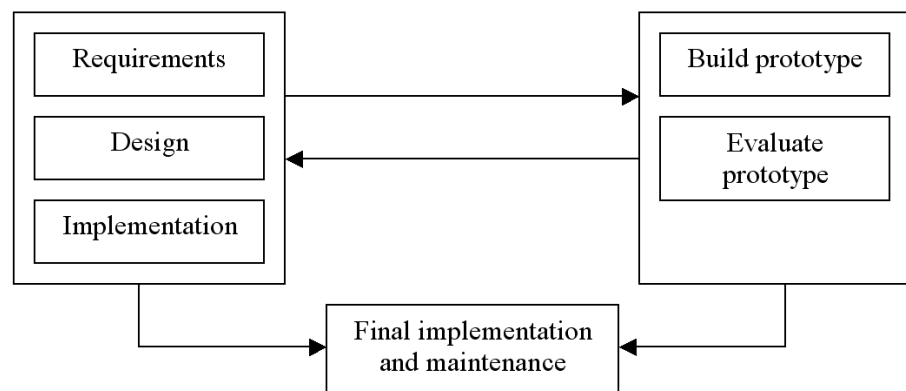 Requirements
Design
Implementation
Build prototype
Evaluate
prototype
Final implementation
and maintenance